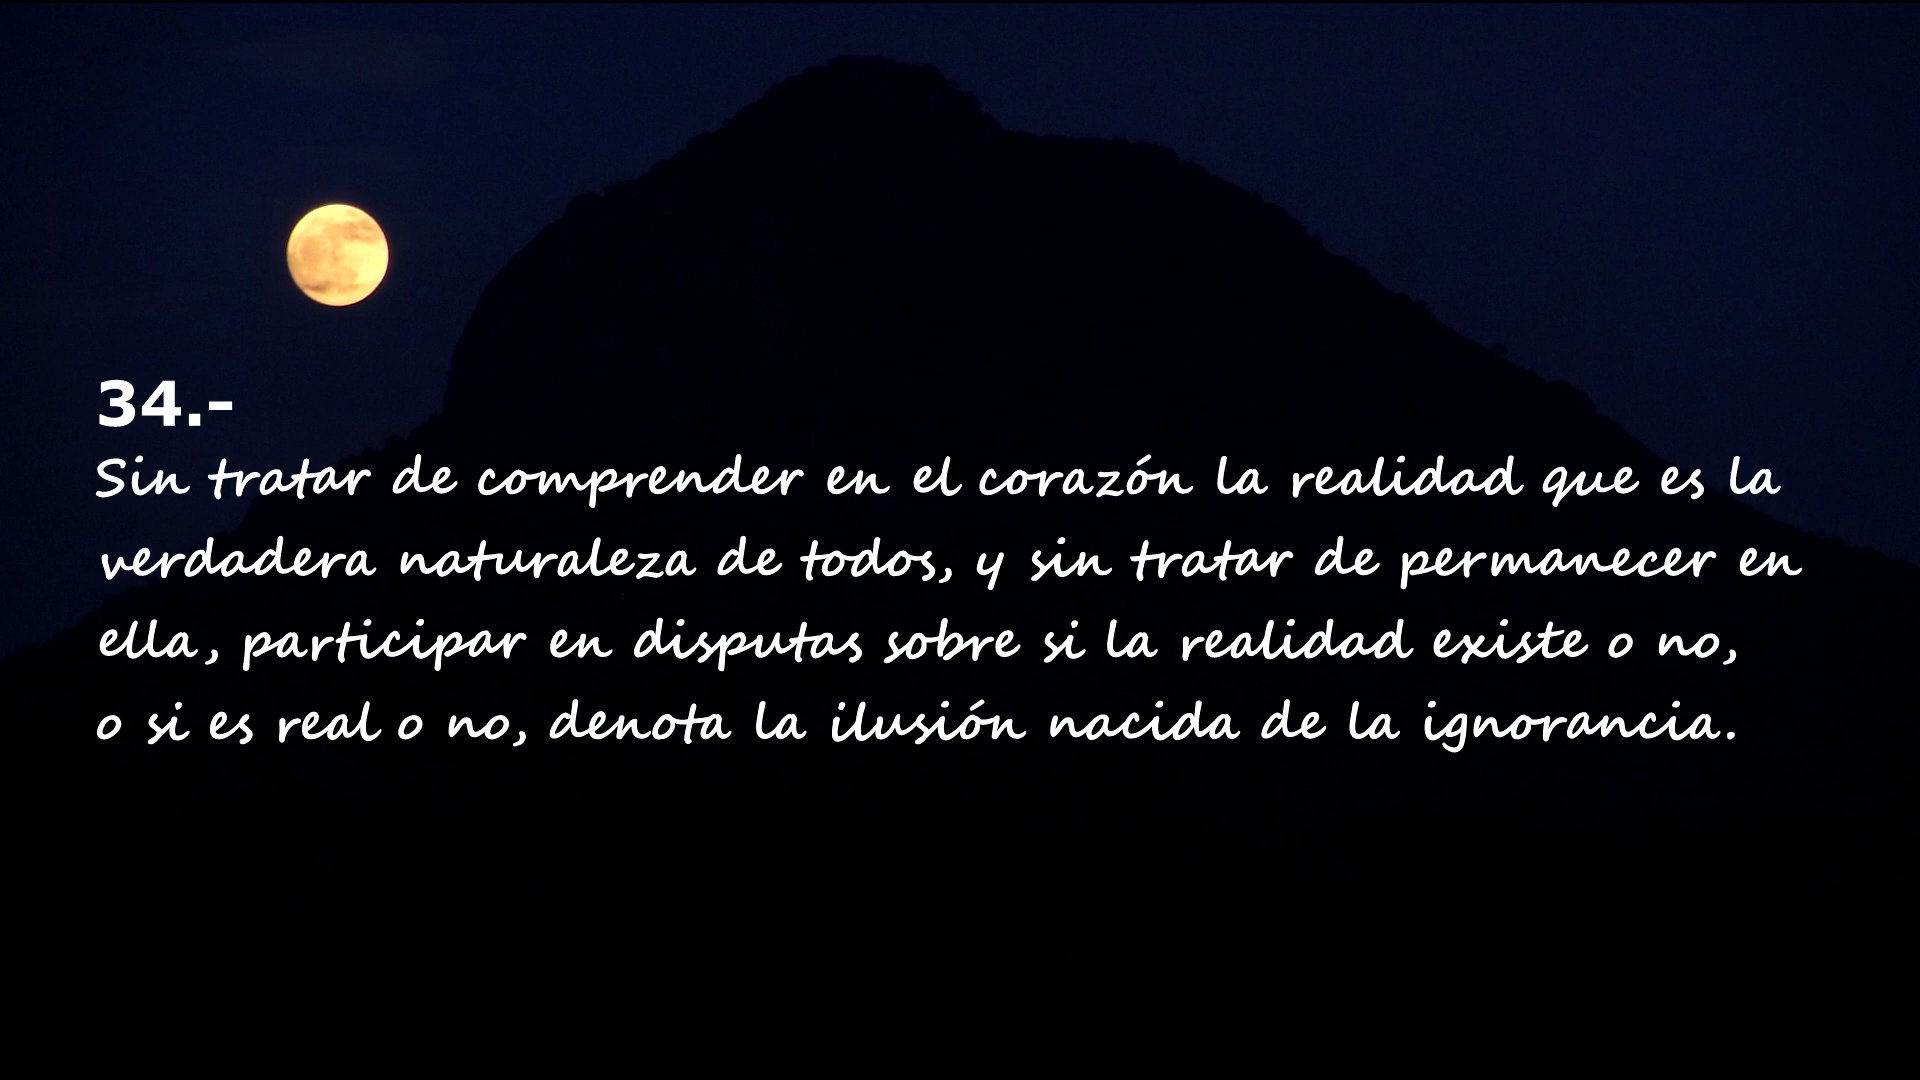 34.-
Sin tratar de comprender en el corazón la realidad que es la
verdadera naturaleza de todos, y sin tratar de permanecer en
ella, participar en disputas sobre si la realidad existe o no,
o si es real o no, denota la ilusión nacida de la ignorancia.